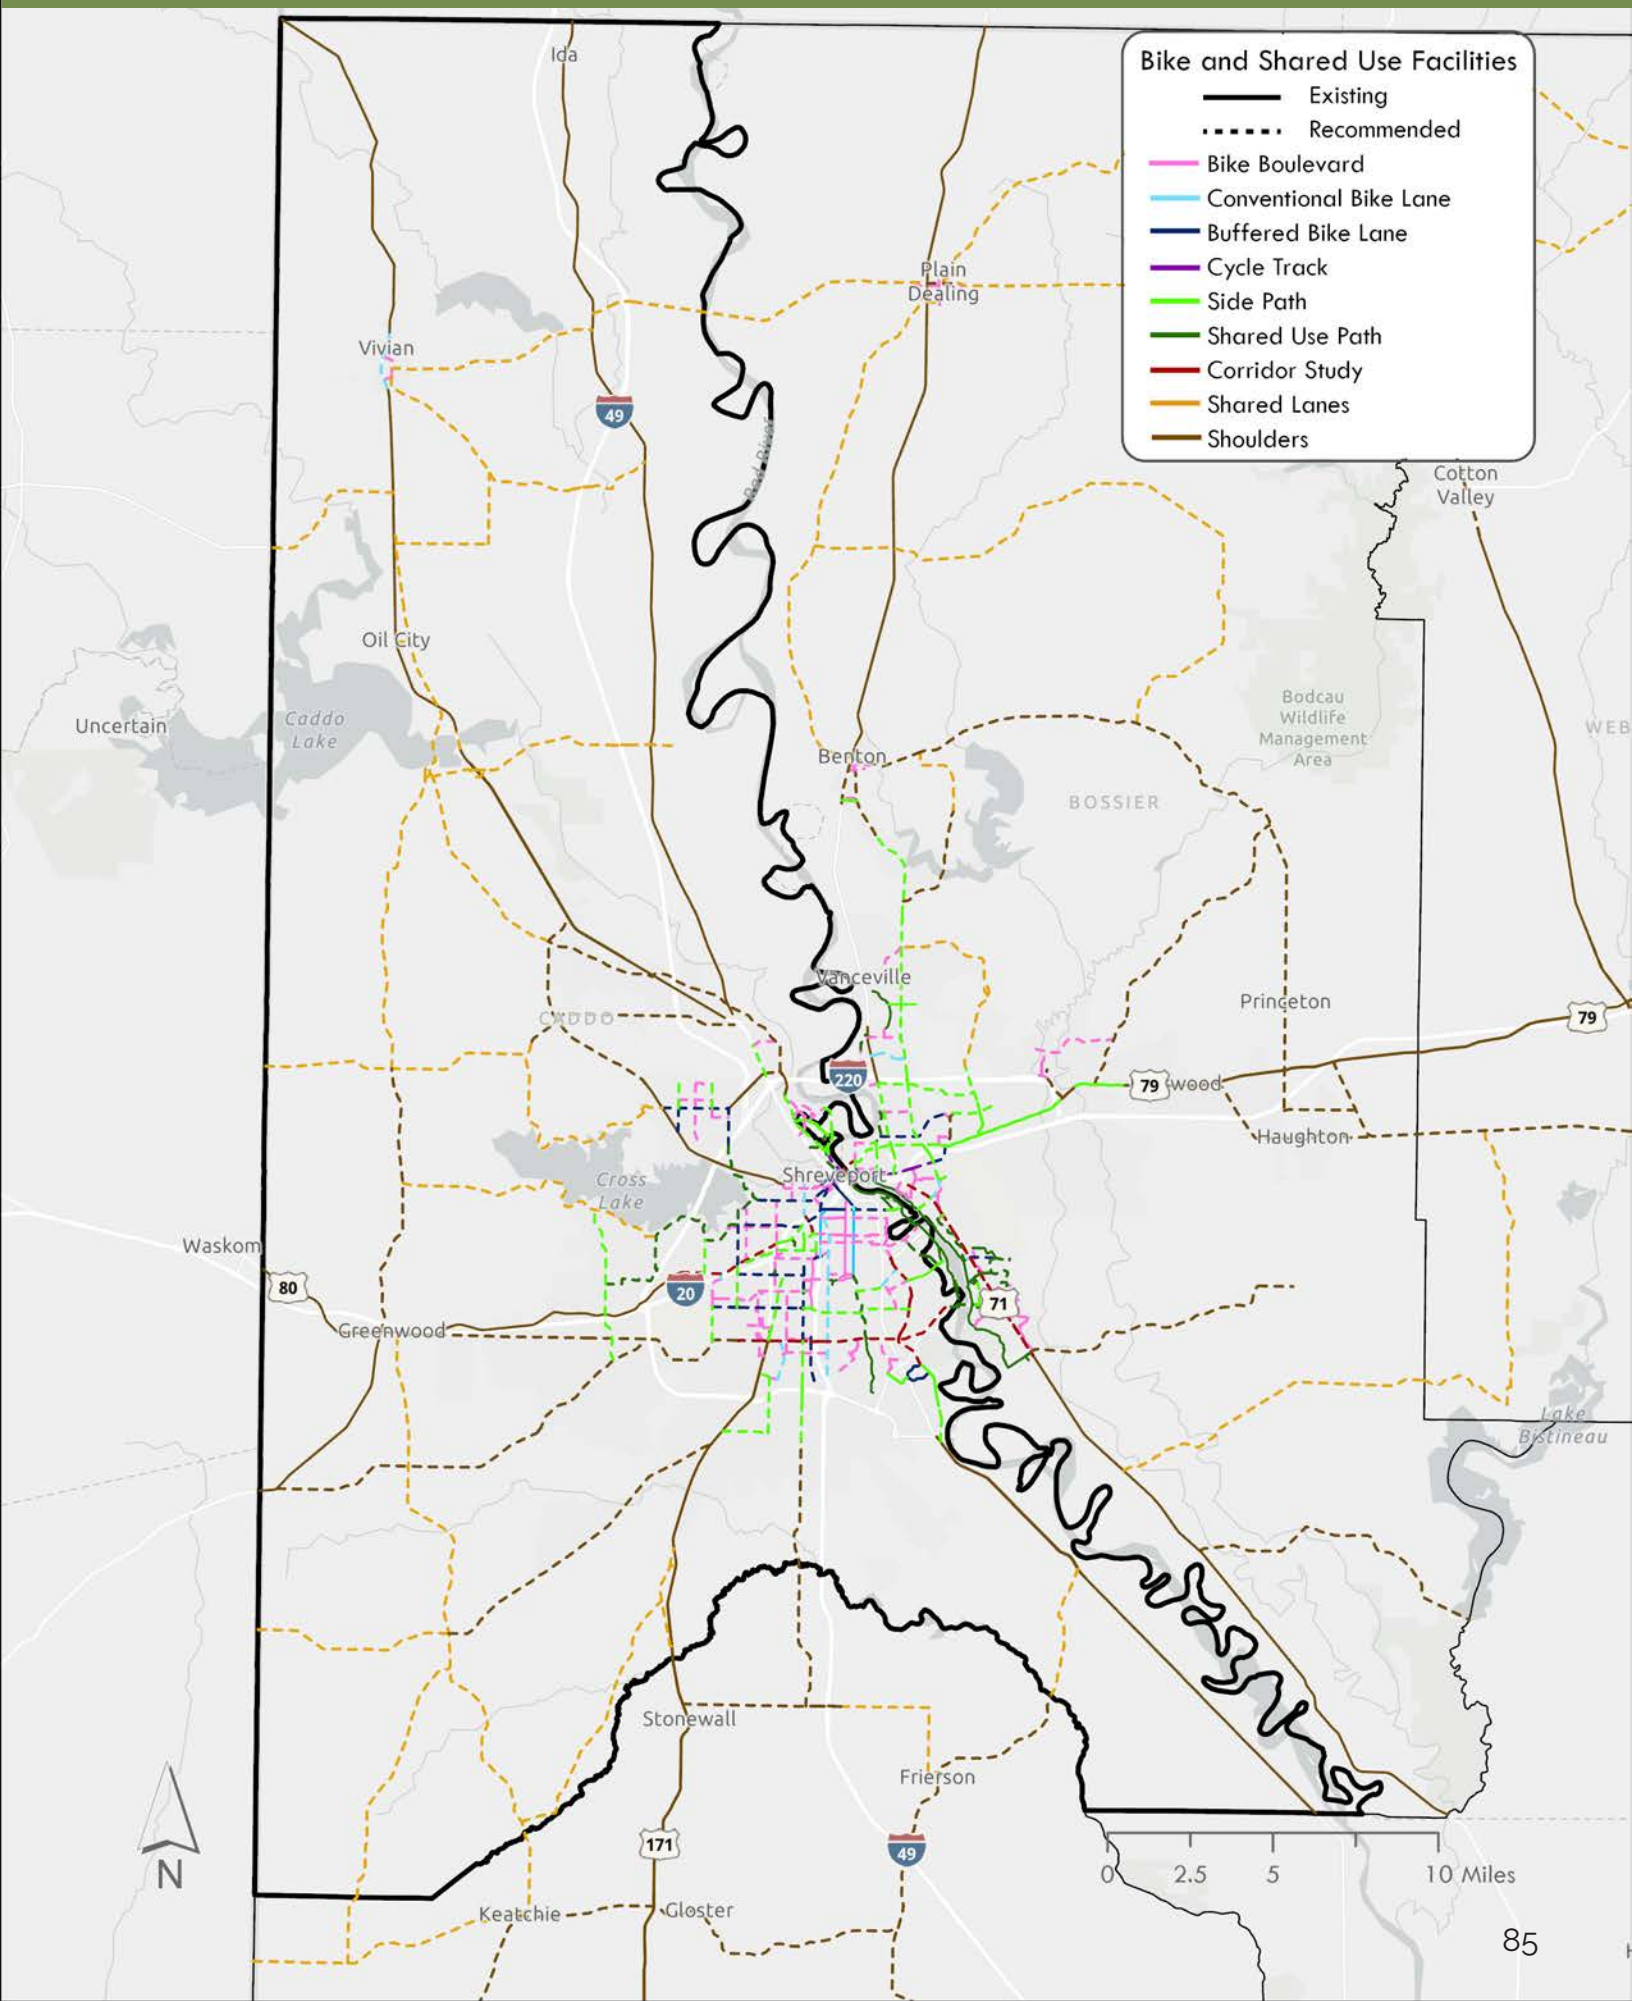 Ida
Bike and Shared Use Facilities
Existing
Recommended
Bike Boulevard
Conventional Bike Lane
Buffered Bike Lane
Cycle Track
Side Path
Shared Use Path
Corridor Study
Shared Lanes
Shoulders
Plain
Dealing
Vivian
49
Red River
Cotton
Valley
Oil City
Uncertain
Caddo
Lake
Bodcau
Wildlife
Management
Area
WEB
Benton
BOSSIER
Vanceville
Princeton
CADDO
79
220
79
wood
Haughton
Shreveport
Cross
Lake
Waskom
80
20
71
Greenwood
Lake
Bistineau
Stonewall
Frierson
171
49
N
0
2.5
5
10 Miles
Keatchie
Gloster
85